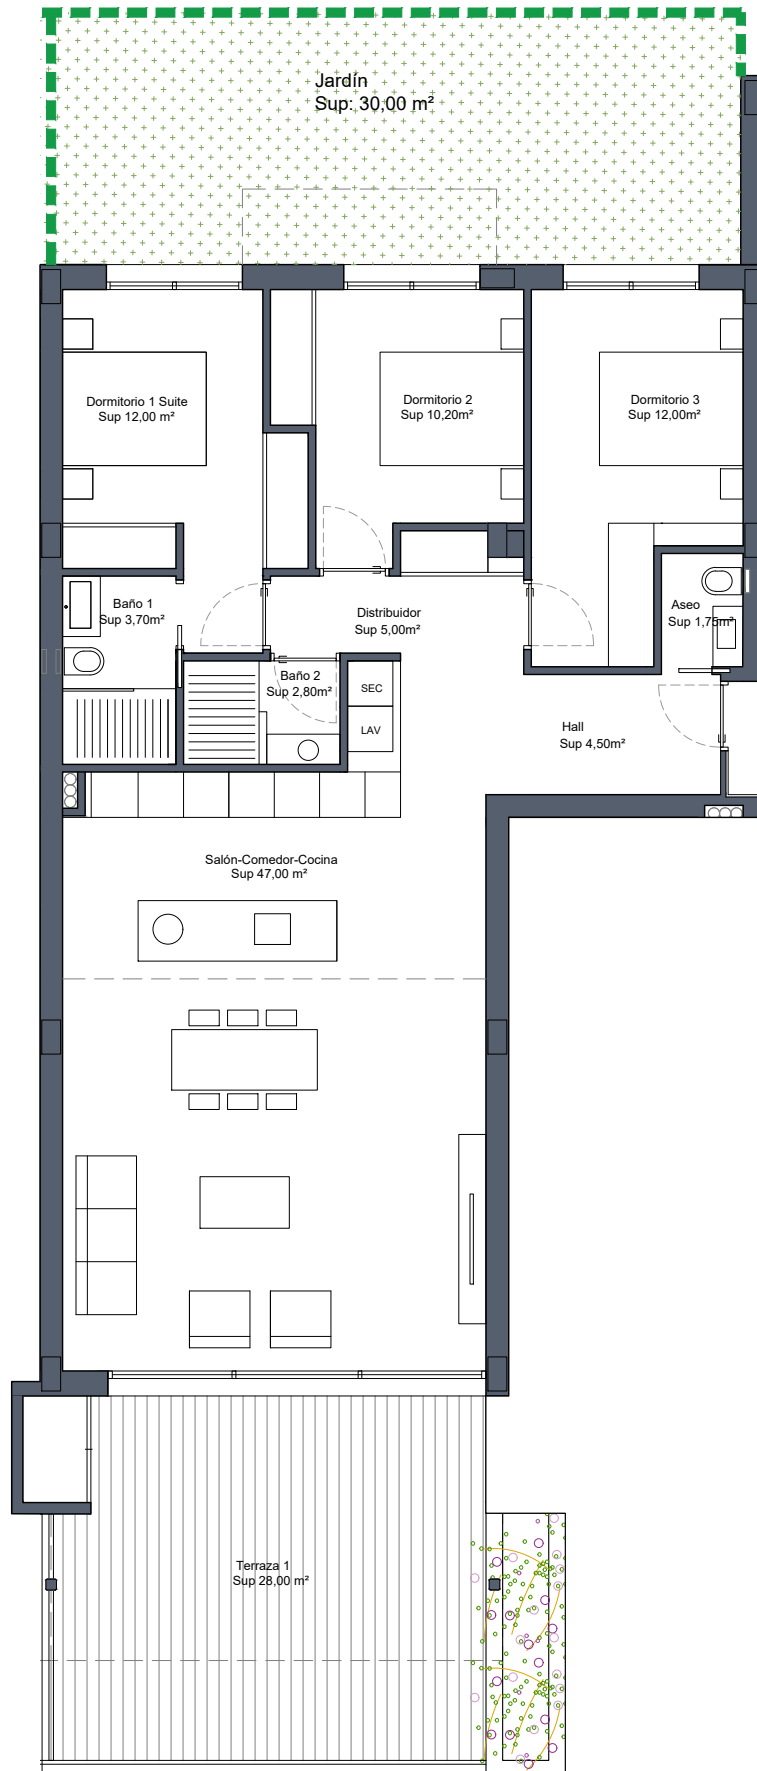 Jardín
Sup: 30,00 m²
Dormitorio 1 Suite
Sup 12,00 m²
Dormitorio 2
Sup 10,20m²
Dormitorio 3
Sup 12,00m²
Baño 1
Sup 3,70m²
Distribuidor
Sup 5,00m²
Aseo
Sup 1,75m²
Baño 2
Sup 2,80m²
SEC
LAV
Hall
Sup 4,50m²
Salón-Comedor-Cocina
Sup 47,00 m²
Terraza 1
Sup 28,00 m²